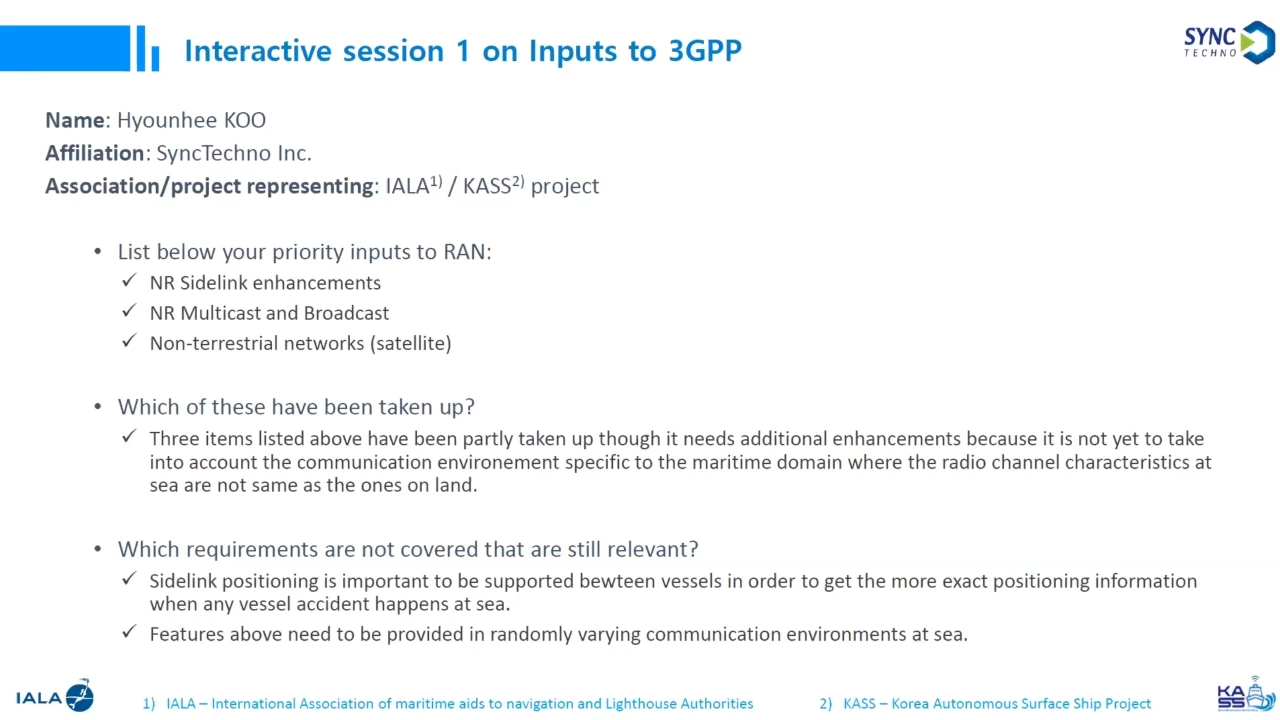 Interactive session 1 on Inputs to 3GPP
SYNC
TECHNO
Name: Hyounhee KOO
Affiliation: SyncTechno Inc.
Association/project representing: IALA1) / KASS2) project
• List below your priority inputs to RAN:
✓ NR Sidelink enhancements
✓ NR Multicast and Broadcast
✓ Non-terrestrial networks (satellite)
• Which of these have been taken up?
✓ Three items listed above have been partly taken up though it needs additional enhancements because it is not yet to take
into account the communication environement specific to the maritime domain where the radio channel characteristics at
sea are not same as the ones on land.
• Which requirements are not covered that are still relevant?
✓ Sidelink positioning is important to be supported bewteen vessels in order to get the more exact positioning information
when any vessel accident happens at sea.
✓ Features above need to be provided in randomly varying communication environments at sea.
IALA
1) IALA – International Association of maritime aids to navigation and Lighthouse Authorities
2) KASS – Korea Autonomous Surface Ship Project
KA
SS